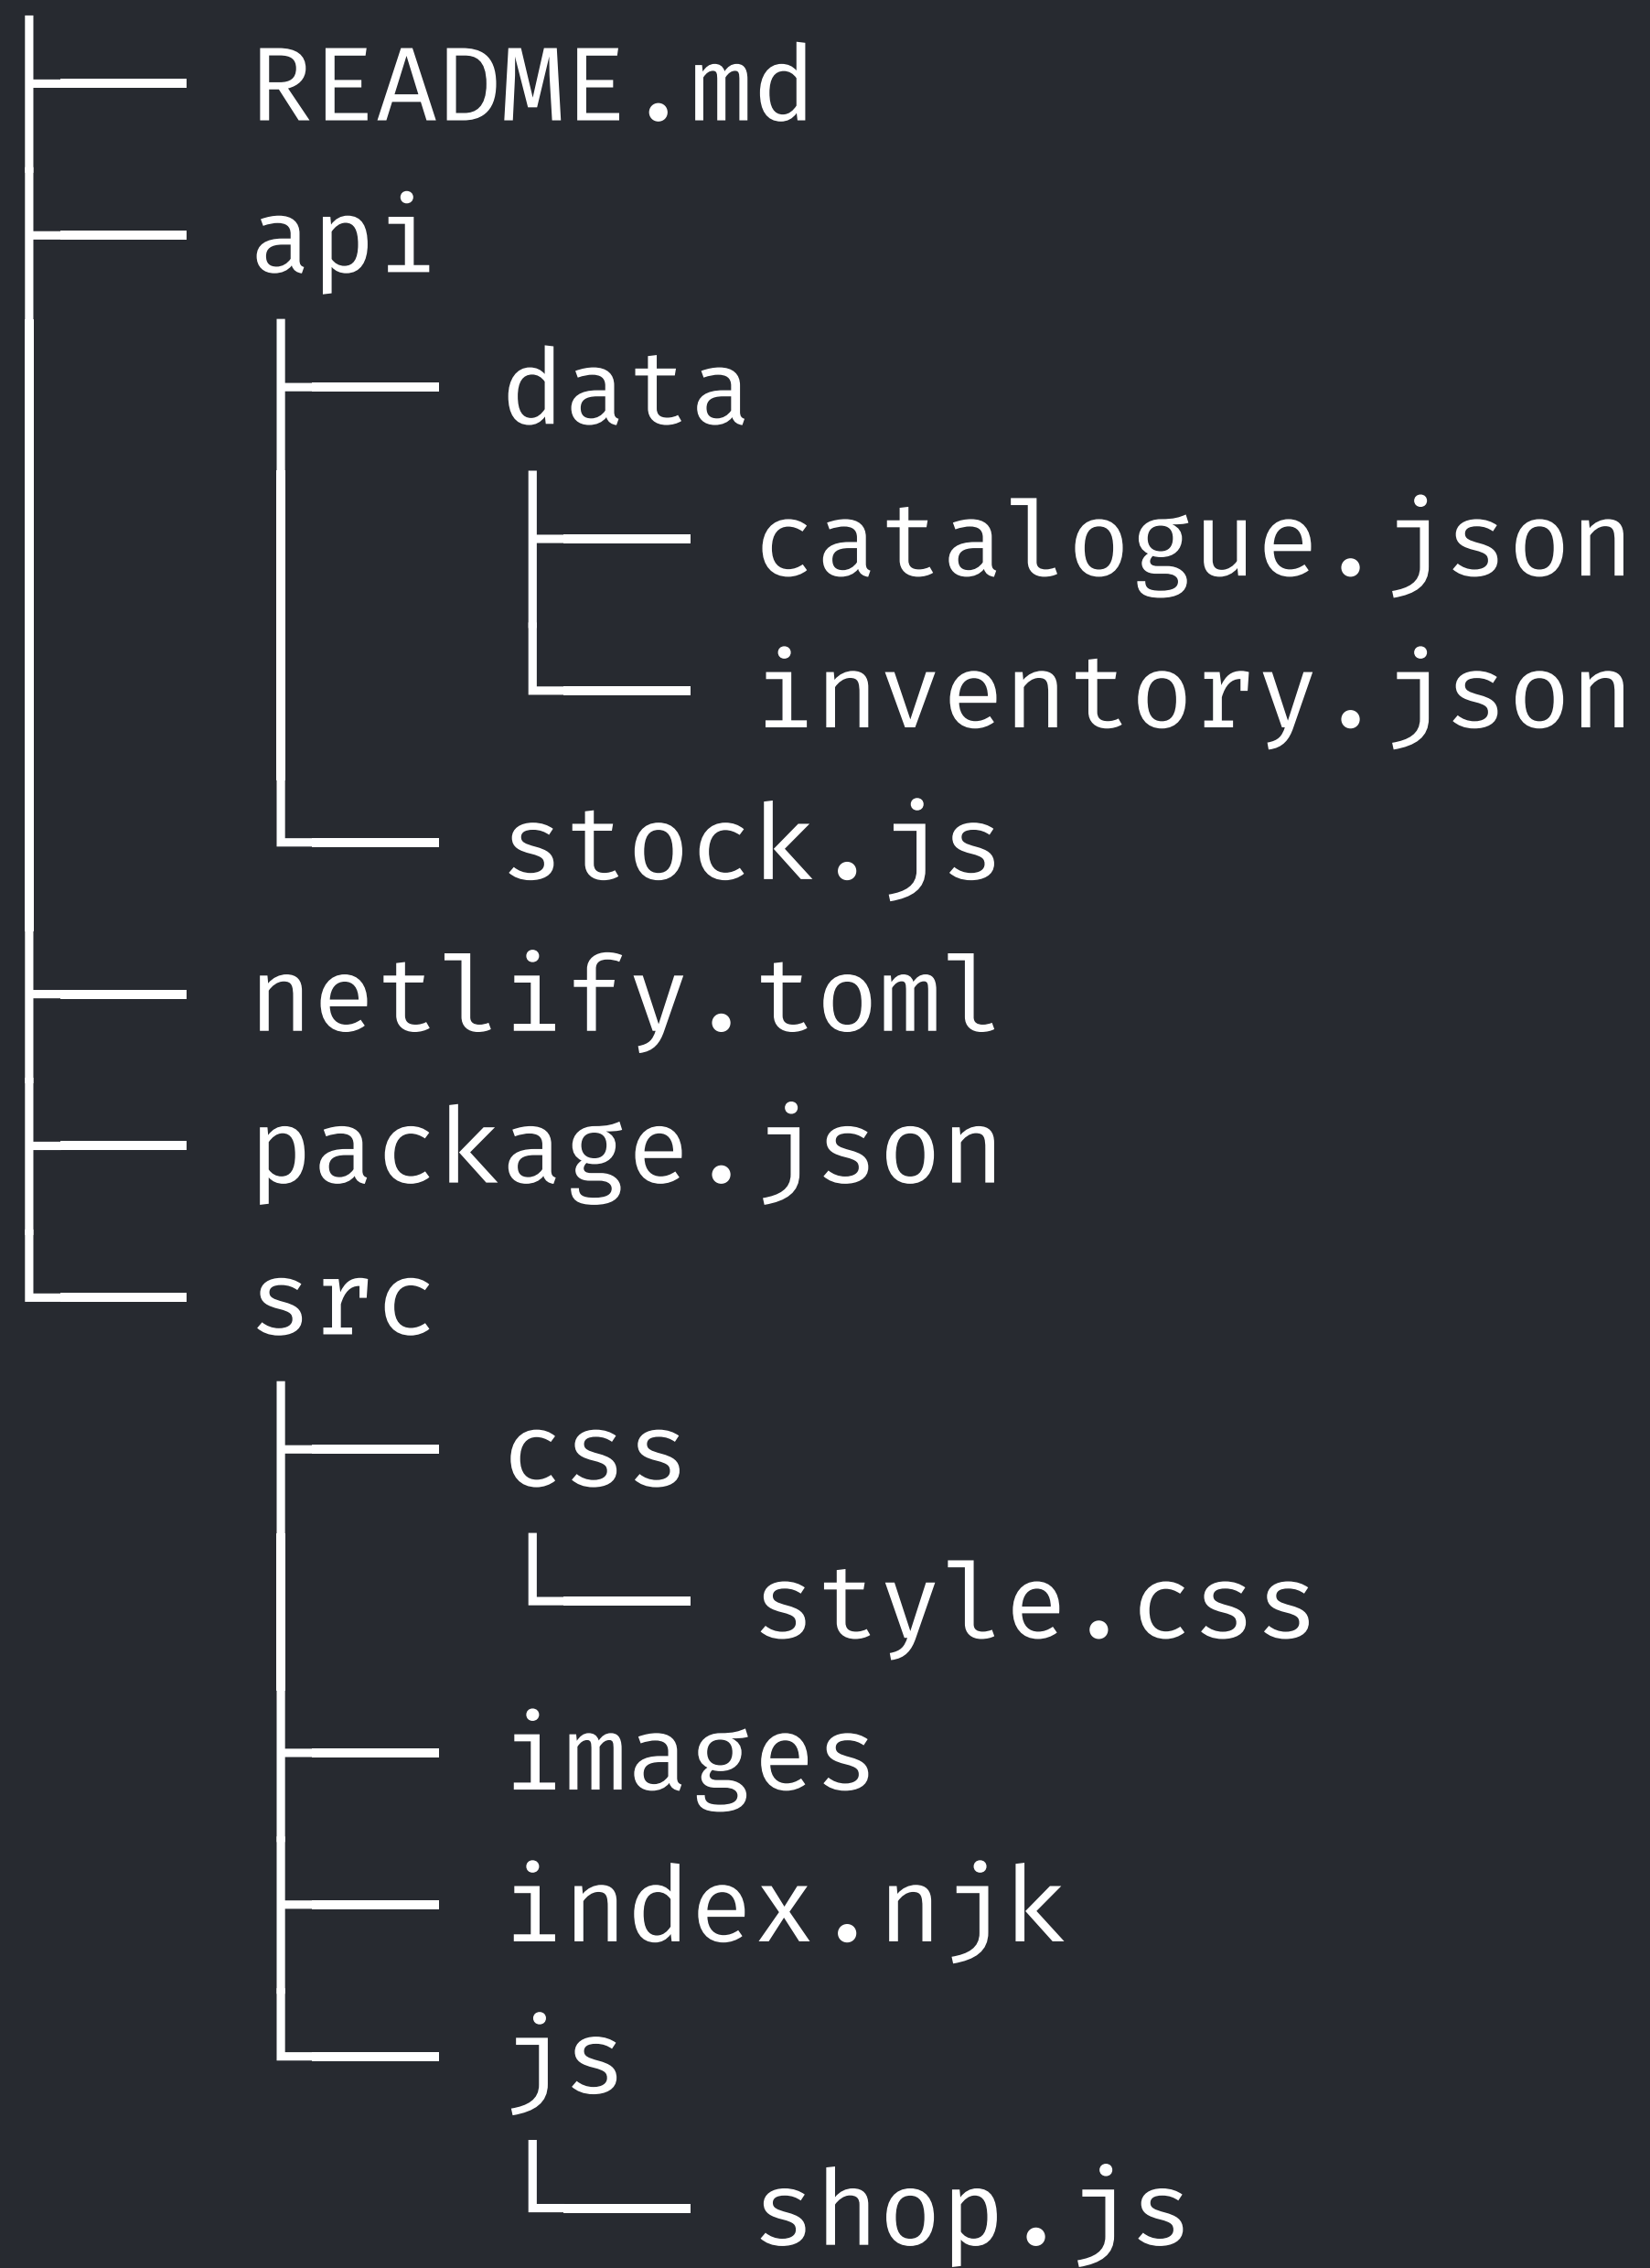 README.md
api
data
catalogue.json
inventory.json
stock.js
netlify.toml
package.json
src
css
style.css
images
index.njk
js
shop.js